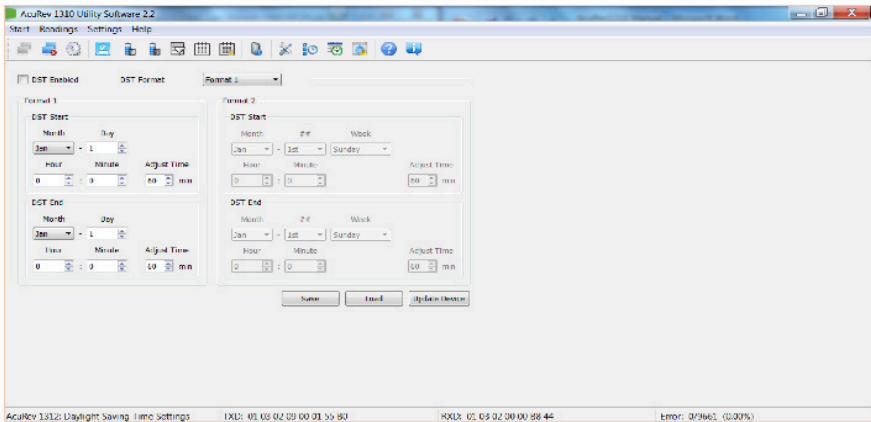 AcuRev 1310 Utility Software 2.2
Start Readings Settings Help
DST Enabled DST Format Format 1
Format 1 Format 2
DST Start DST Start
Month Day Month ## Week
Jan - 1 Jan - 1st Sunday
Hour Minute Adjust Time Hour Minute Adjust Time
0 : 0 60 min 0 : 0 60 min
DST End DST End
Month Day Month ## Week
Jan - 1 Jan - 1st Sunday
Hour Minute Adjust Time Hour Minute Adjust Time
0 : 0 60 min 0 : 0 60 min
Save Load Update Device
AcuRev 1312: Daylight Saving Time Settings TXD: 01 03 02 09 00 01 55 B0 RXD: 01 03 02 00 00 B8 44 Error: 0/9661 (0.00%)